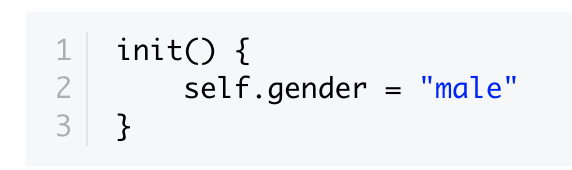 1 init() {
2     self.gender = "male"
3 }